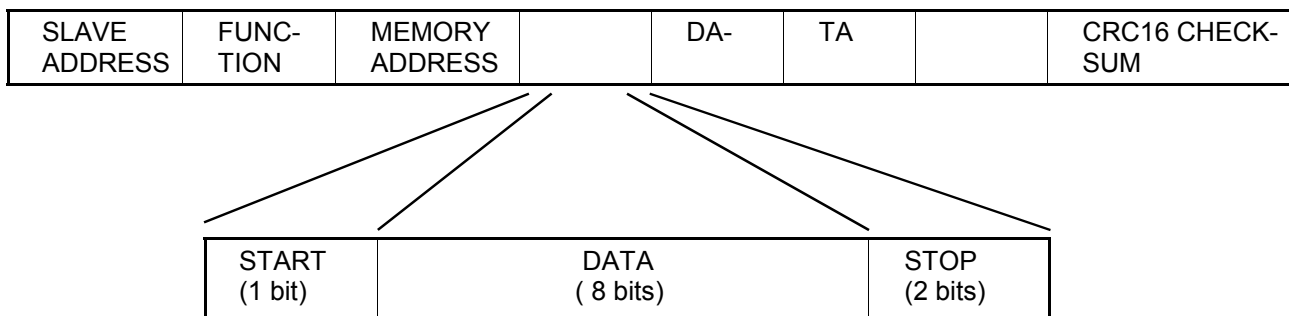 SLAVE ADDRESS
FUNC-
TION
MEMORY
ADDRESS
DA-
TA
CRC16 CHECK-
SUM
START
(1 bit)
DATA
( 8 bits)
STOP
(2 bits)